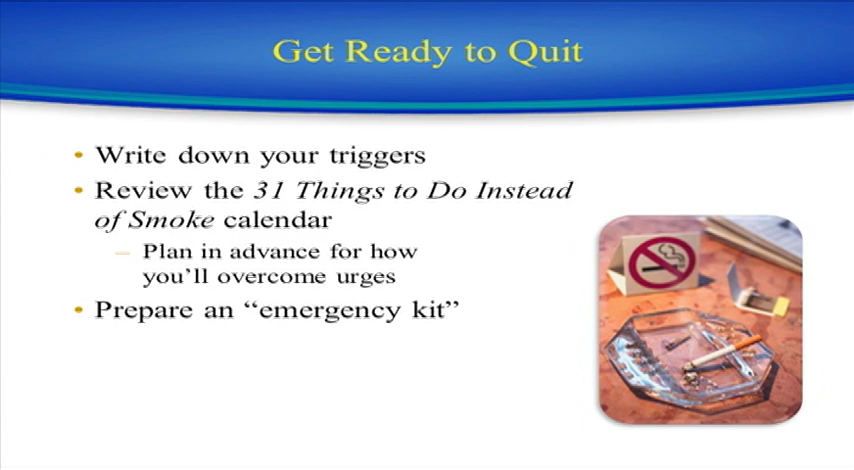 Get Ready to Quit
• Write down your triggers
• Review the 31 Things to Do Instead
of Smoke calendar
– Plan in advance for how
you’ll overcome urges
• Prepare an “emergency kit”